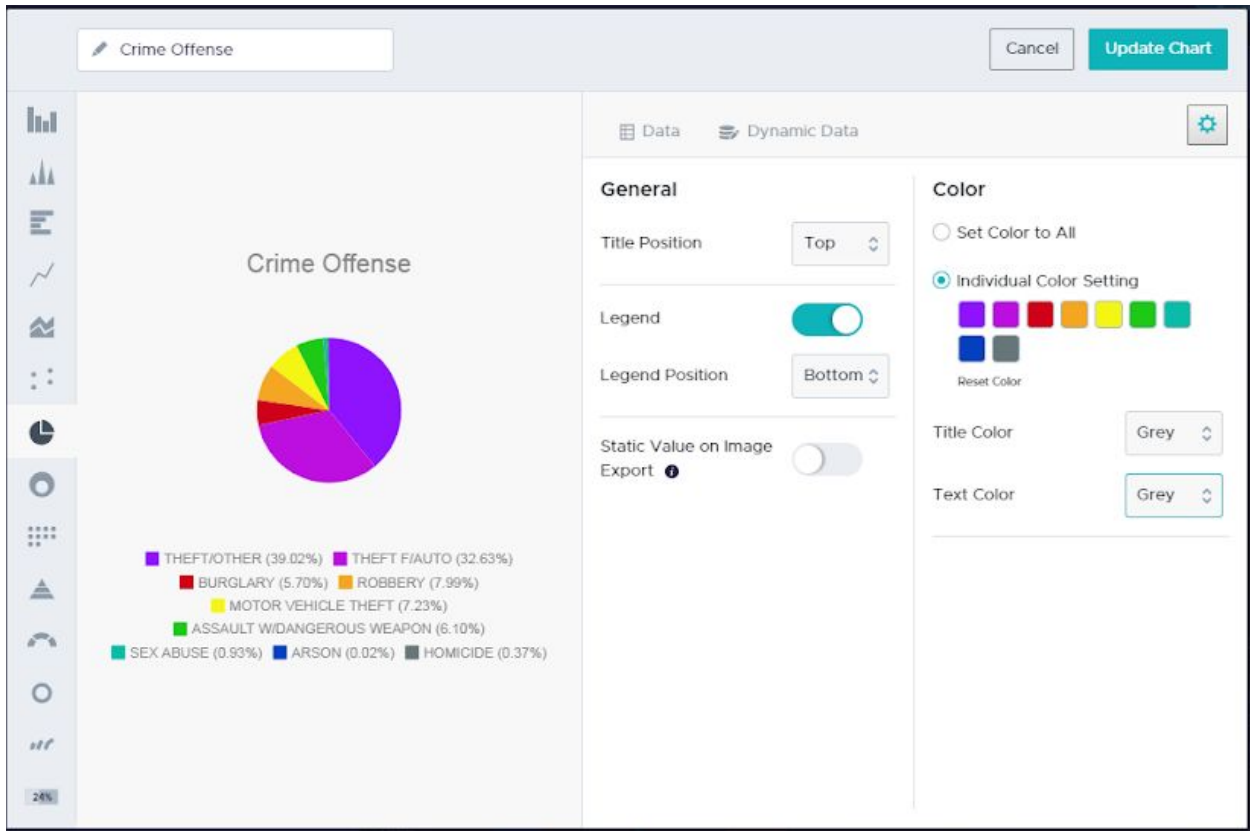 Crime Offense
Cancel
Update Chart
Data
Dynamic Data
Crime Offense
THEFT/OTHER (39.02%) THEFT F/AUTO (32.63%)
BURGLARY (5.70%) ROBBERY (7.99%)
MOTOR VEHICLE THEFT (7.23%)
ASSAULT W/DANGEROUS WEAPON (6.10%)
SEX ABUSE (0.93%) ARSON (0.02%) HOMICIDE (0.37%)
General
Title Position Top
Legend
Legend Position Bottom
Static Value on Image
Export
Color
Set Color to All
Individual Color Setting
Reset Color
Title Color Grey
Text Color Grey
24%